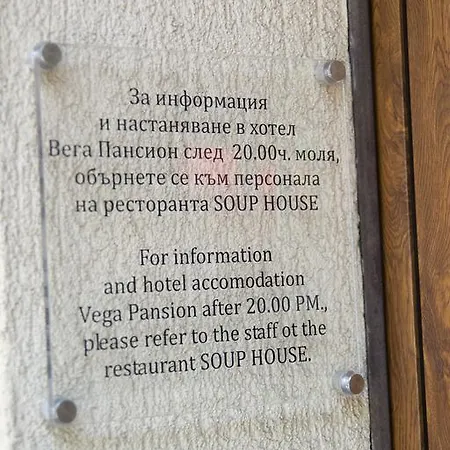 За информация
и настаняване в хотел
Вега Пансион след 20.00ч. моля,
обърнете се към персонала
на ресторанта SOUP HOUSE
For information
and hotel accomodation
Vega Pansion after 20.00 PM.,
please refer to the staff ot the
restaurant SOUP HOUSE.